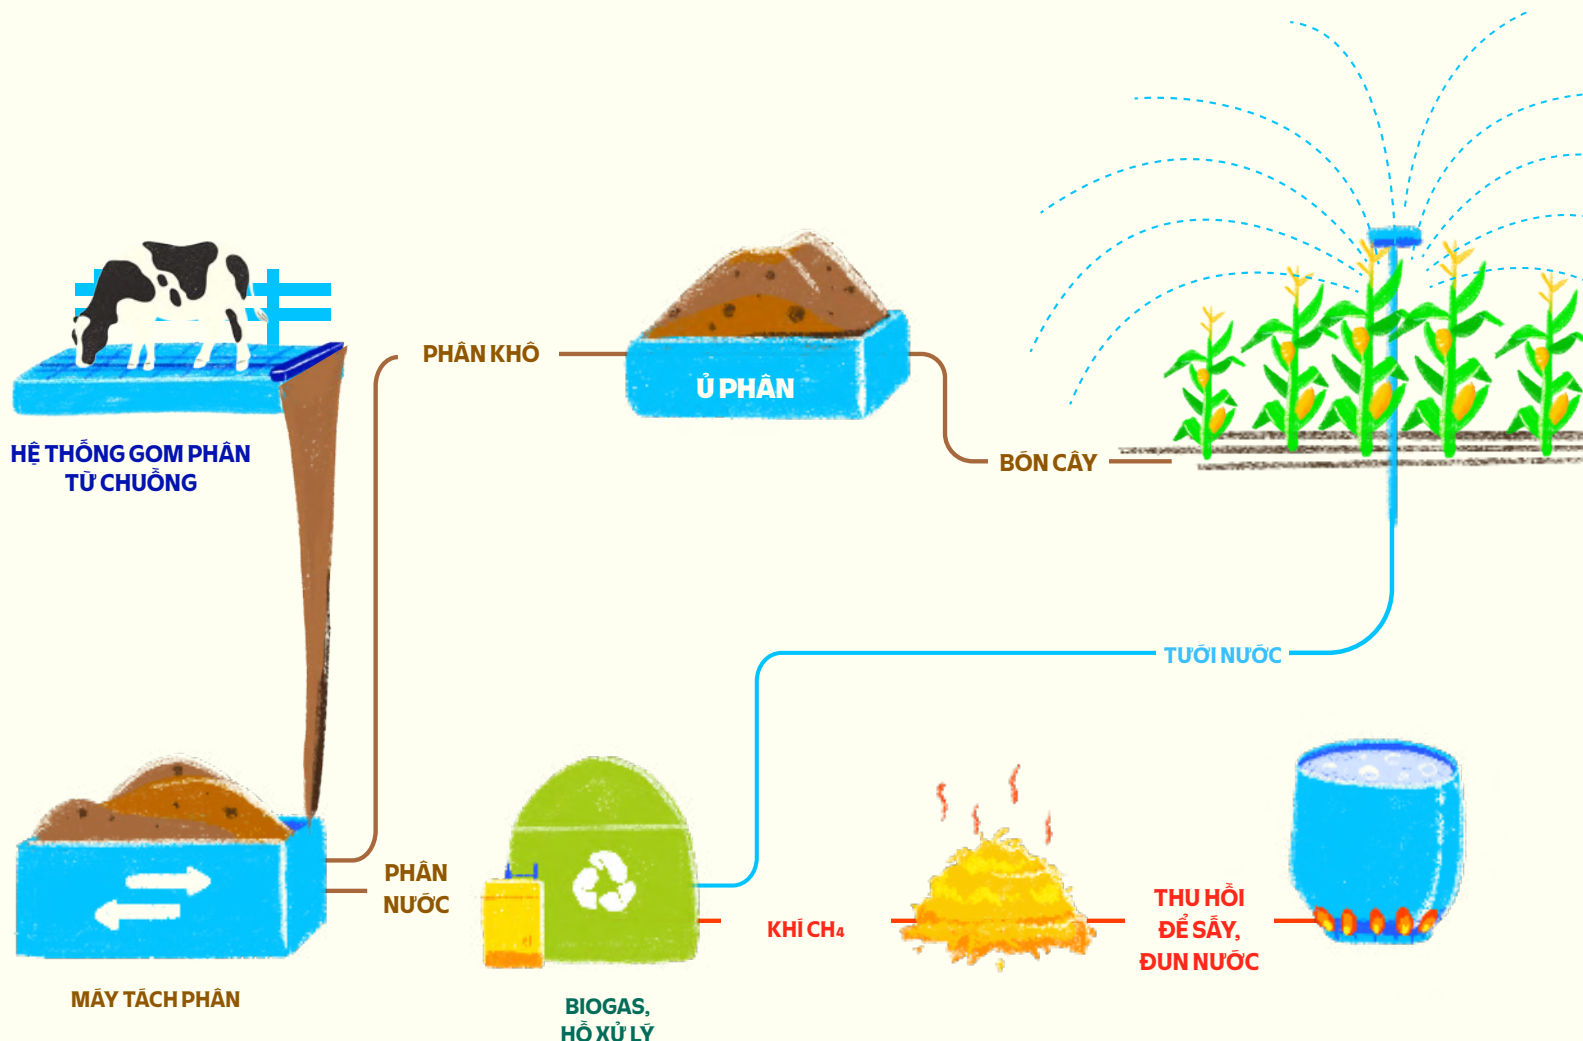 HỆ THỐNG GOM PHÂN
TỪ CHUỒNG
PHÂN KHÔ
Ủ PHÂN
BÓN CÂY
TƯỚI NƯỚC
MÁY TÁCH PHÂN
PHÂN
NƯỚC
BIOGAS,
HỒ XỬ LÝ
KHÍ CH₄
THU HỒI
ĐỂ SẤY,
ĐUN NƯỚC